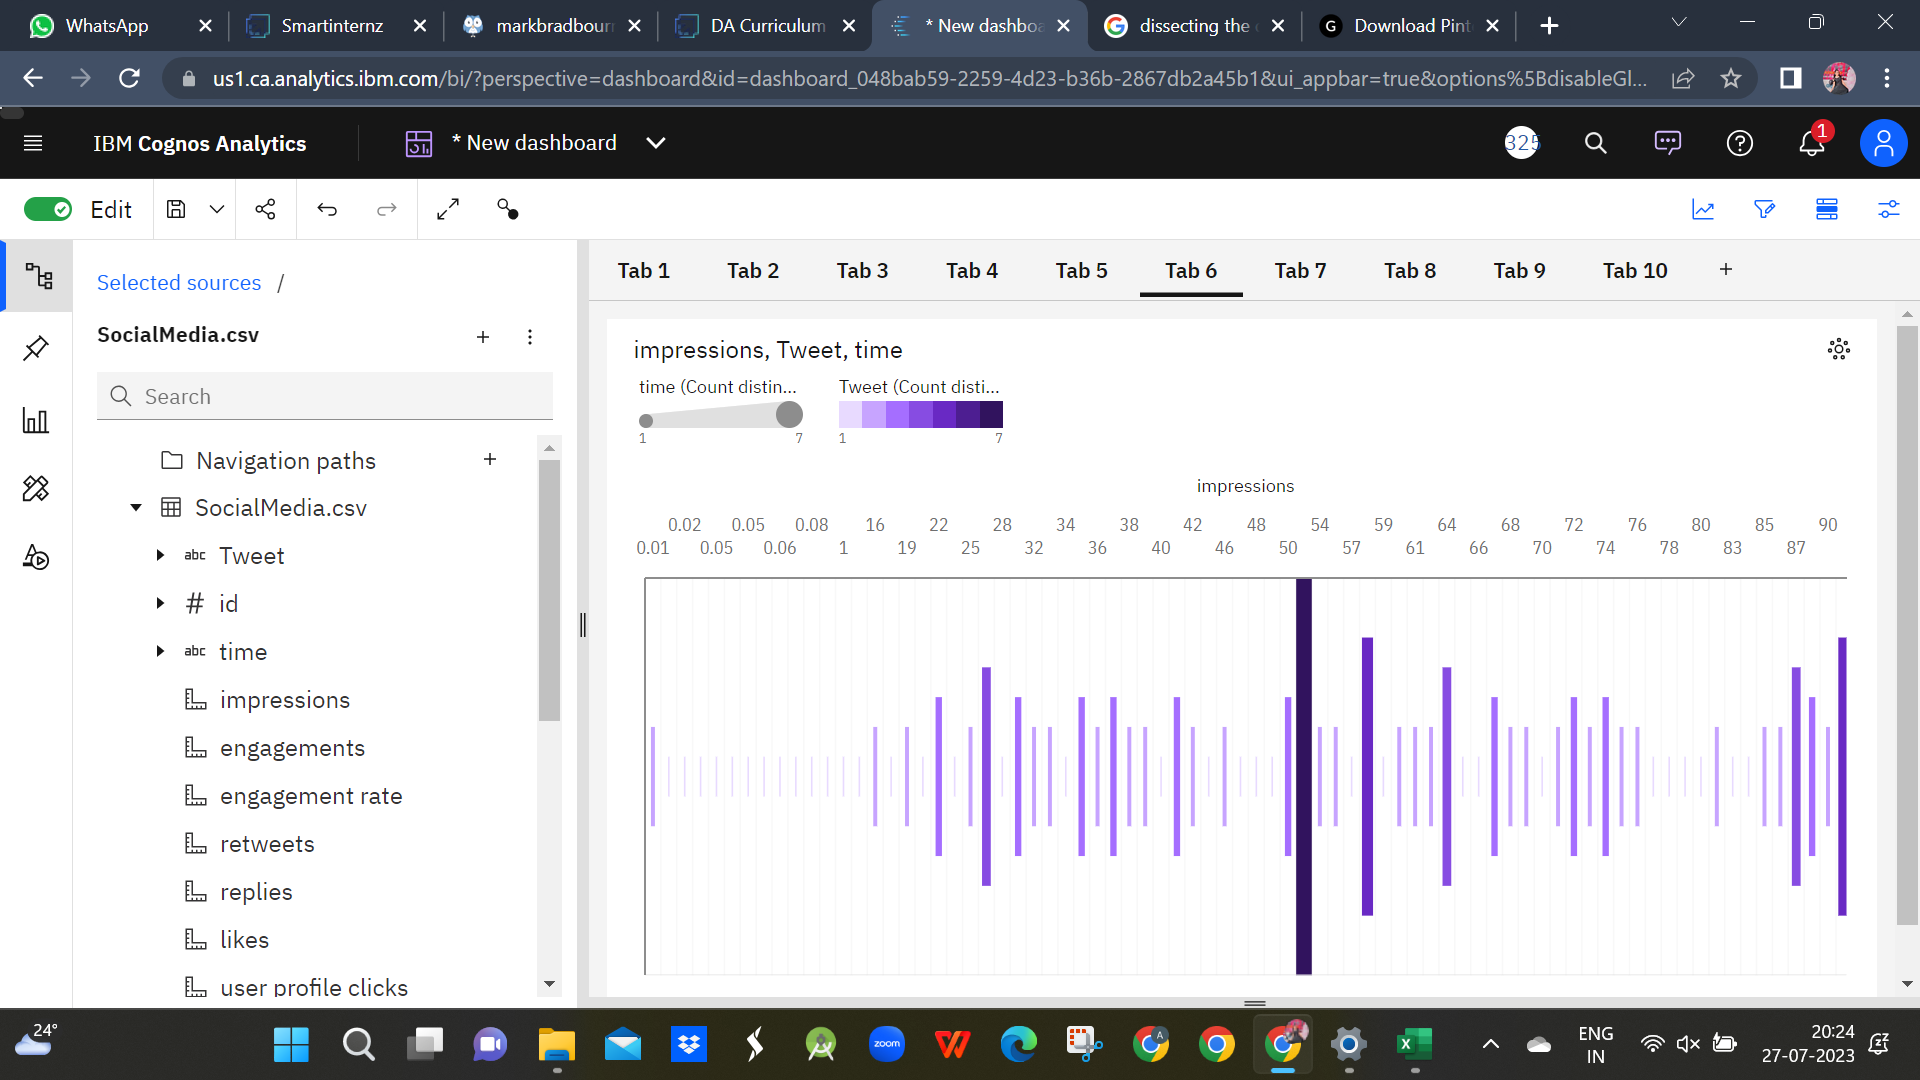 WhatsApp
Smartinternz
markbradbourn
DA Curriculum
* New dashboa
dissecting the
G Download Pint
us1.ca.analytics.ibm.com/bi/?perspective=dashboard&id=dashboard_048bab59-2259-4d23-b36b-2867db2a45b1&ui_appbar=true&options%5BdisableGl...
IBM Cognos Analytics
* New dashboard
325
1
Edit
Selected sources /
SocialMedia.csv
Search
Navigation paths
SocialMedia.csv
abc Tweet
# id
abc time
impressions
engagements
engagement rate
retweets
replies
likes
user profile clicks
Tab 1 Tab 2 Tab 3 Tab 4 Tab 5 Tab 6 Tab 7 Tab 8 Tab 9 Tab 10 +
impressions, Tweet, time
time (Count distin... Tweet (Count disti...
1 7 1 7
impressions
0.02 0.05 0.08 16 22 28 34 38 42 48 54 59 64 68 72 76 80 85 90
0.01 0.05 0.06 1 19 25 32 36 40 46 50 57 61 66 70 74 78 83 87
24°
zoom
A
X
ENG
IN
20:24
27-07-2023